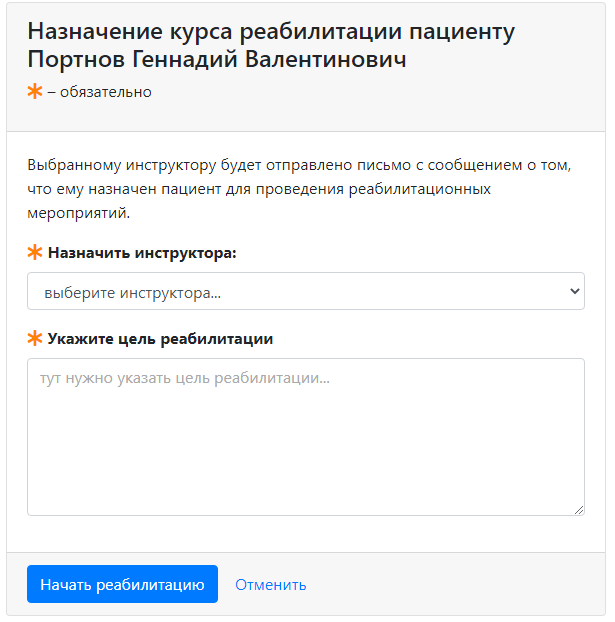 Назначение курса реабилитации пациенту
Портнов Геннадий Валентинович
* – обязательно
Выбранному инструктору будет отправлено письмо с сообщением о том,
что ему назначен пациент для проведения реабилитационных
мероприятий.
* Назначить инструктора:
выберите инструктора...
* Укажите цель реабилитации
тут нужно указать цель реабилитации...
Начать реабилитацию Отменить